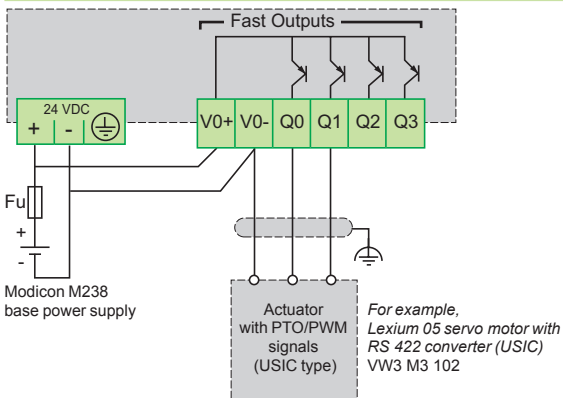 Fast Outputs
24 VDC
+ -
V0+ V0- Q0 Q1 Q2 Q3
Fu
+
-
Modicon M238
base power supply
Actuator
with PTO/PWM
signals
(USIC type)
For example,
Lexium 05 servo motor with
RS 422 converter (USIC)
VW3 M3 102